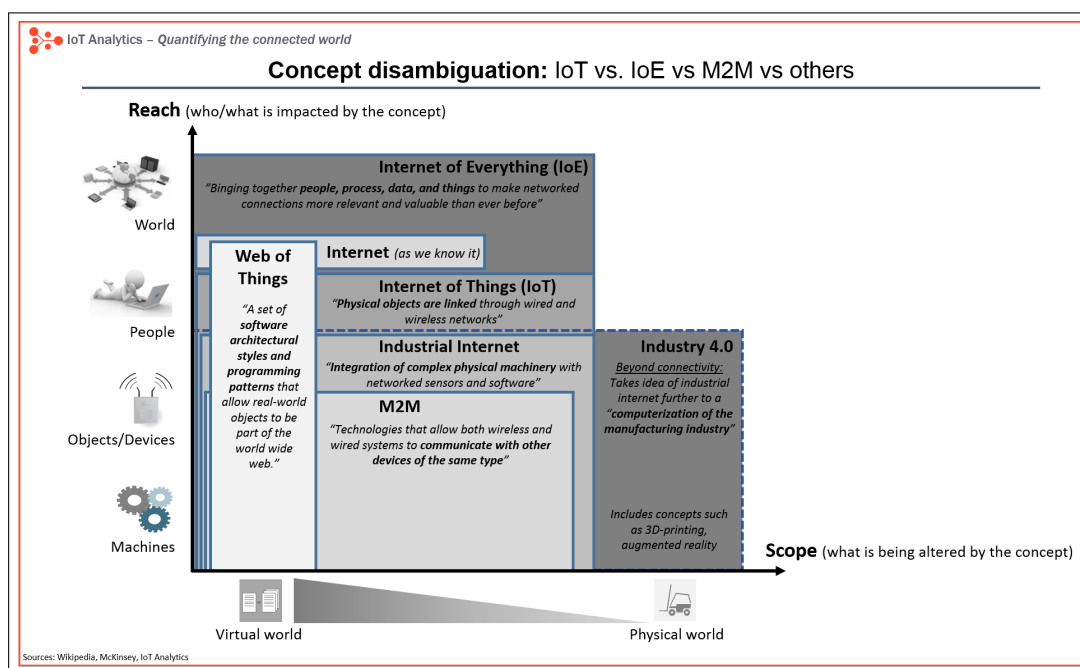 IoT Analytics – Quantifying the connected world
Concept disambiguation: IoT vs. IoE vs M2M vs others
Reach (who/what is impacted by the concept)
World
People
Objects/Devices
Machines
Internet of Everything (IoE)
“Binging together people, process, data, and things to make networked
connections more relevant and valuable than ever before”
Internet (as we know it)
Web of
Things
“A set of
software
architectural
styles and
programming
patterns that
allow real-world
objects to be
part of the
world wide
web.”
Internet of Things (IoT)
“Physical objects are linked through wired and
wireless networks”
Industrial Internet
“Integration of complex physical machinery with
networked sensors and software”
M2M
“Technologies that allow both wireless and
wired systems to communicate with other
devices of the same type”
Industry 4.0
Beyond connectivity:
Takes idea of industrial
internet further to a
“computerization of the
manufacturing industry”
Includes concepts such
as 3D-printing,
augmented reality
Scope (what is being altered by the concept)
Virtual world
Physical world
Sources: Wikipedia, McKinsey, IoT Analytics